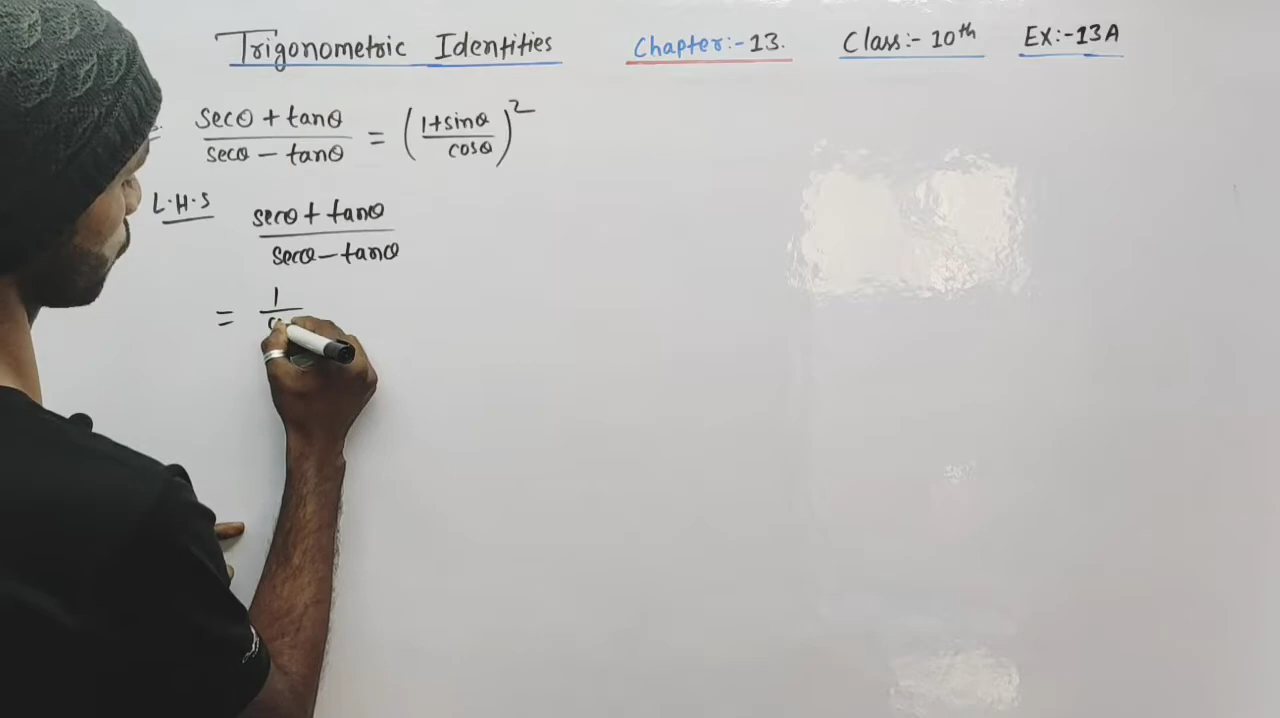 Trigonometric Identities Chapter:-13. Class:- 10th EX:-13A
secθ + tanθ / secθ - tanθ = (1+sinθ / cosθ)²
L.H.S secθ + tanθ / secθ - tanθ
= 1 /